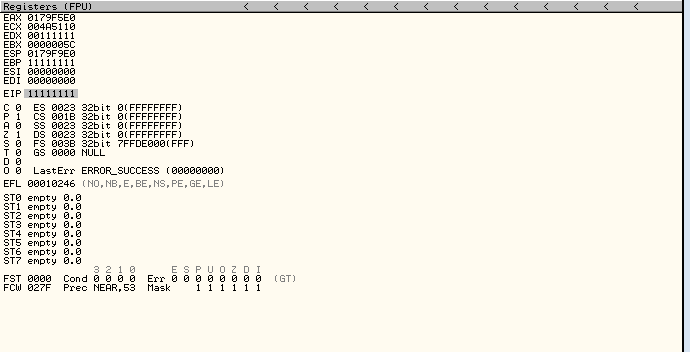 Registers (FPU) < < < < < < < < < < < < < <
EAX 0179F5E0
ECX 004A5110
EDX 00111111
EBX 0000005C
ESP 0179F9E0
EBP 11111111
ESI 00000000
EDI 00000000
EIP 11111111
C 0 ES 0023 32bit 0(FFFFFFFF)
P 1 CS 001B 32bit 0(FFFFFFFF)
A 0 SS 0023 32bit 0(FFFFFFFF)
Z 1 DS 0023 32bit 0(FFFFFFFF)
S 0 FS 003B 32bit 7FFDE000(FFF)
T 0 GS 0000 NULL
D 0
O 0 LastErr ERROR_SUCCESS (00000000)
EFL 00010246 (NO,NB,E,BE,NS,PE,GE,LE)
ST0 empty 0.0
ST1 empty 0.0
ST2 empty 0.0
ST3 empty 0.0
ST4 empty 0.0
ST5 empty 0.0
ST6 empty 0.0
ST7 empty 0.0
3 2 1 0 E S P U O Z D I
FST 0000 Cond 0 0 0 0 Err 0 0 0 0 0 0 0 0 (GT)
FCW 027F Prec NEAR,53 Mask 1 1 1 1 1 1